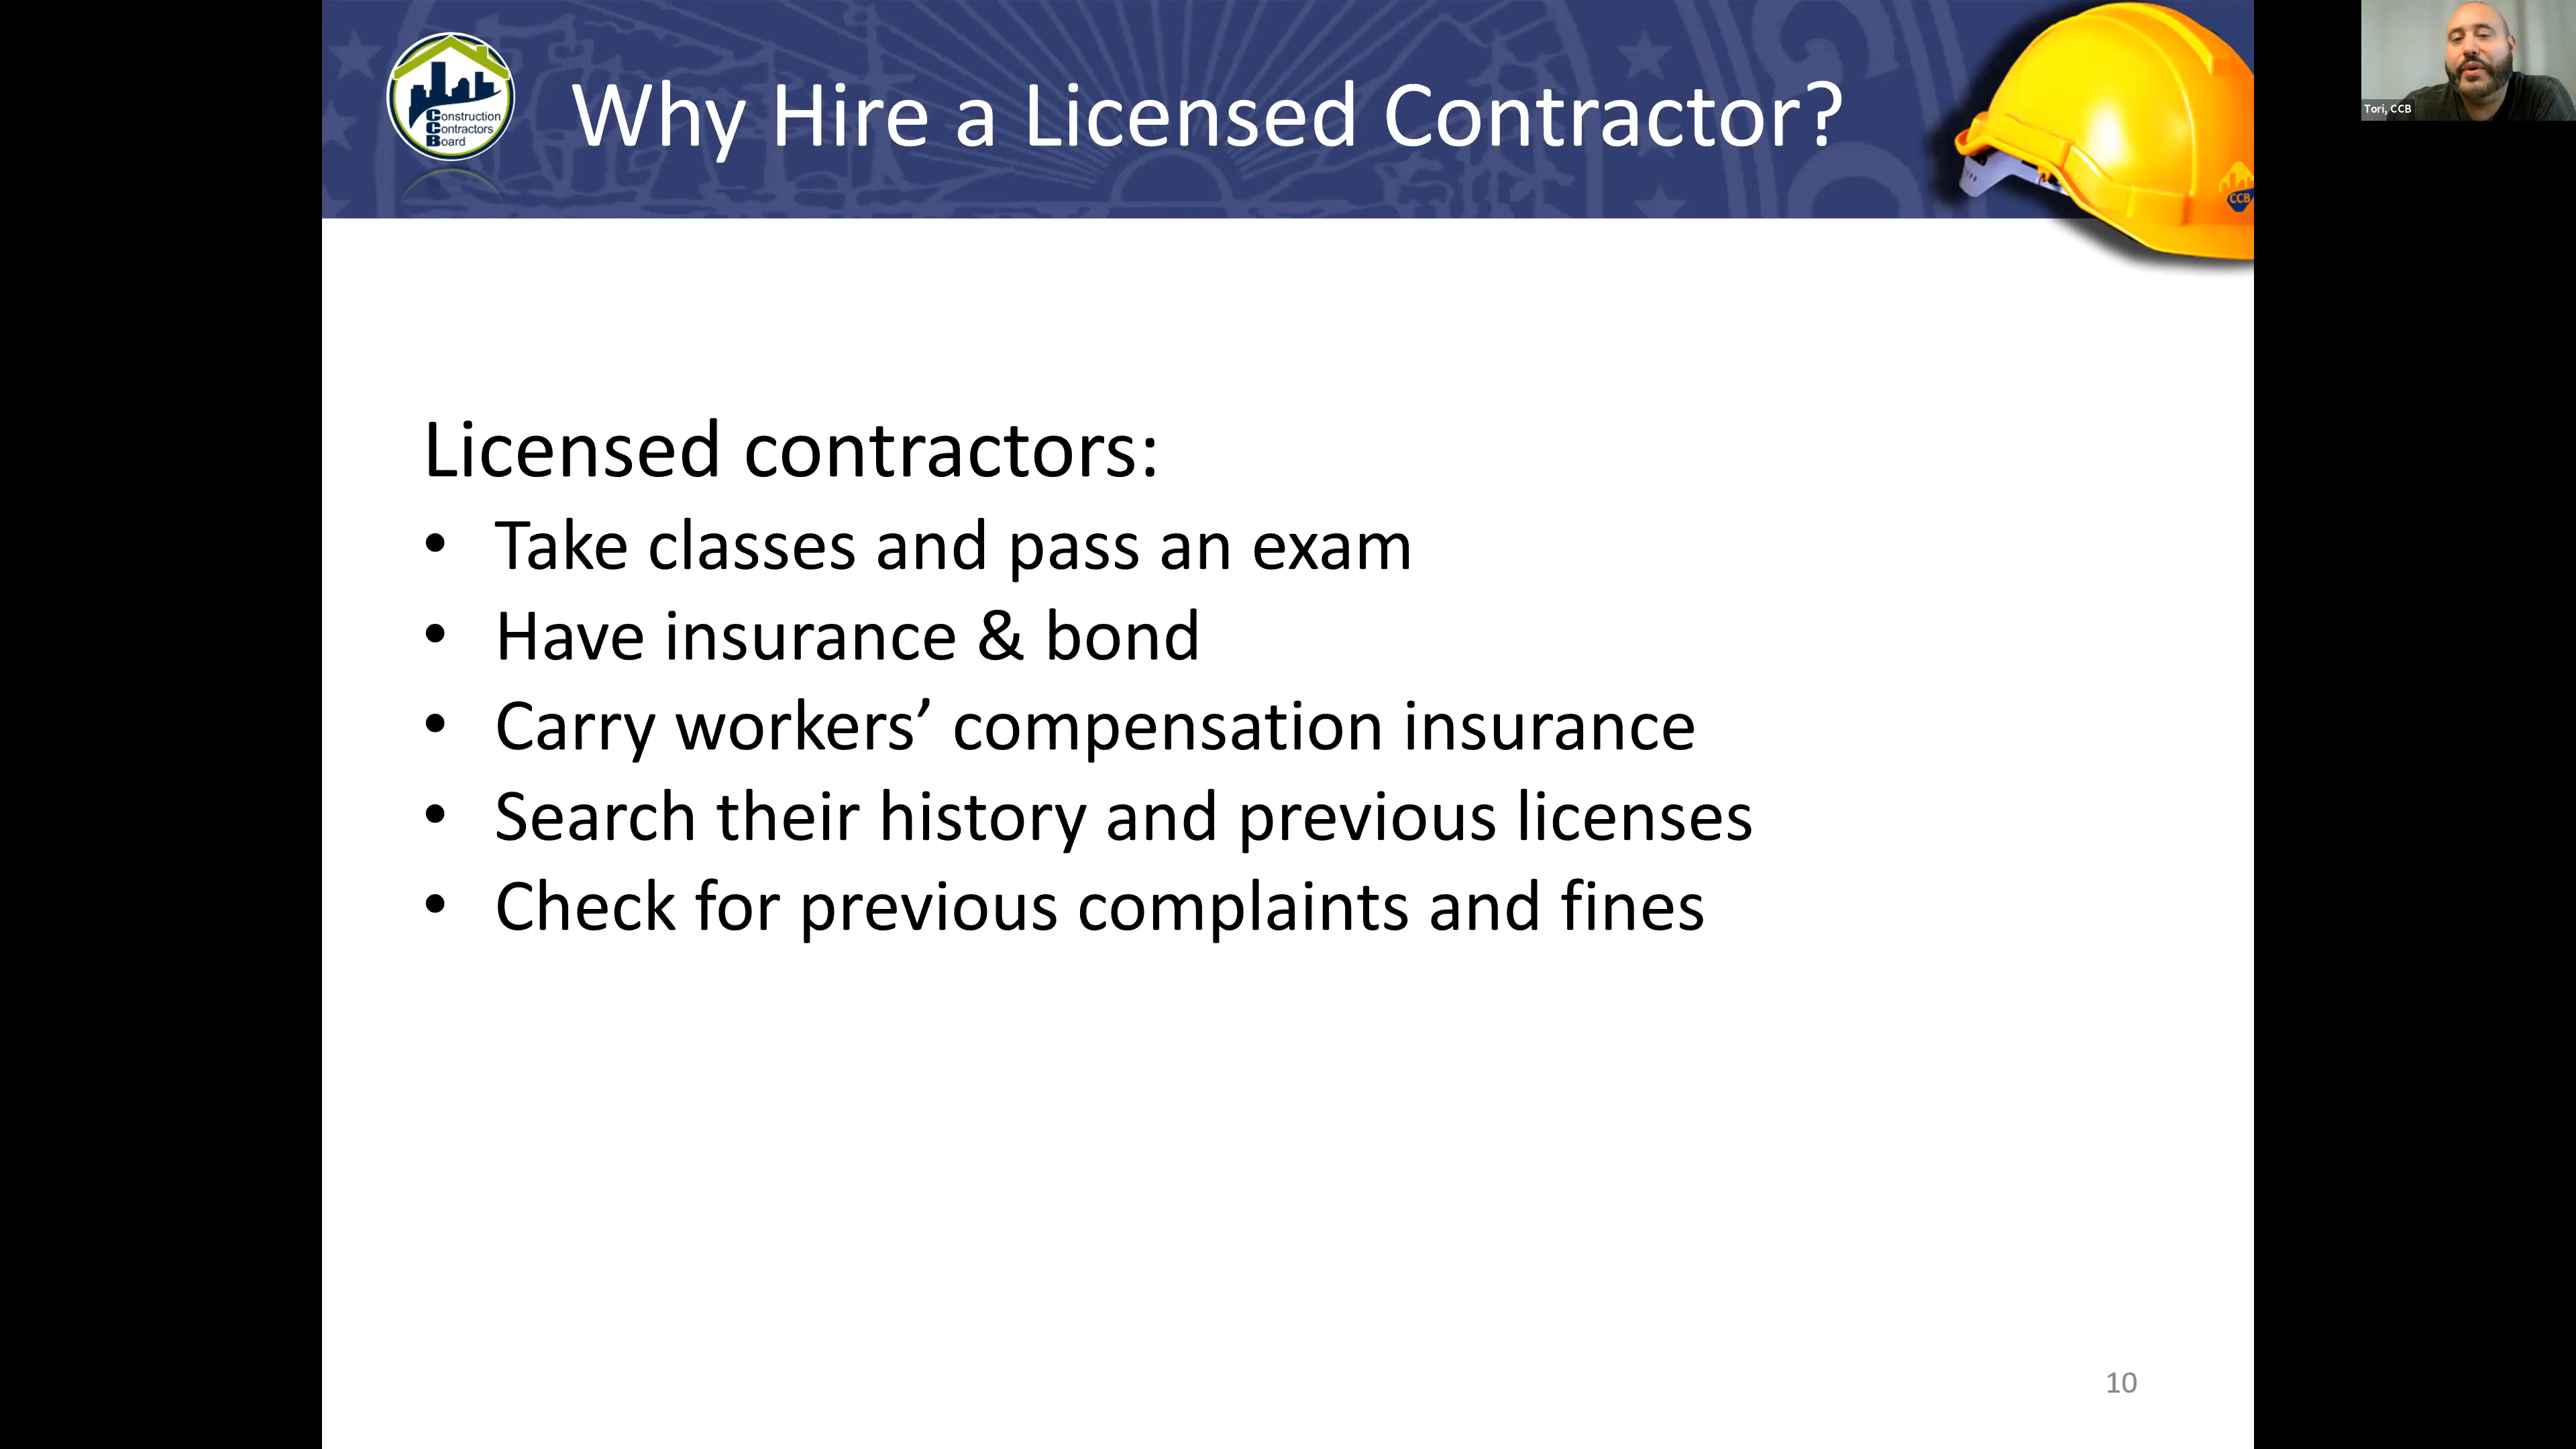 Construction
Contractors
Board
Why Hire a Licensed Contractor?
CCB
Tori, CCB
Licensed contractors:
• Take classes and pass an exam
• Have insurance & bond
• Carry workers’ compensation insurance
• Search their history and previous licenses
• Check for previous complaints and fines
10